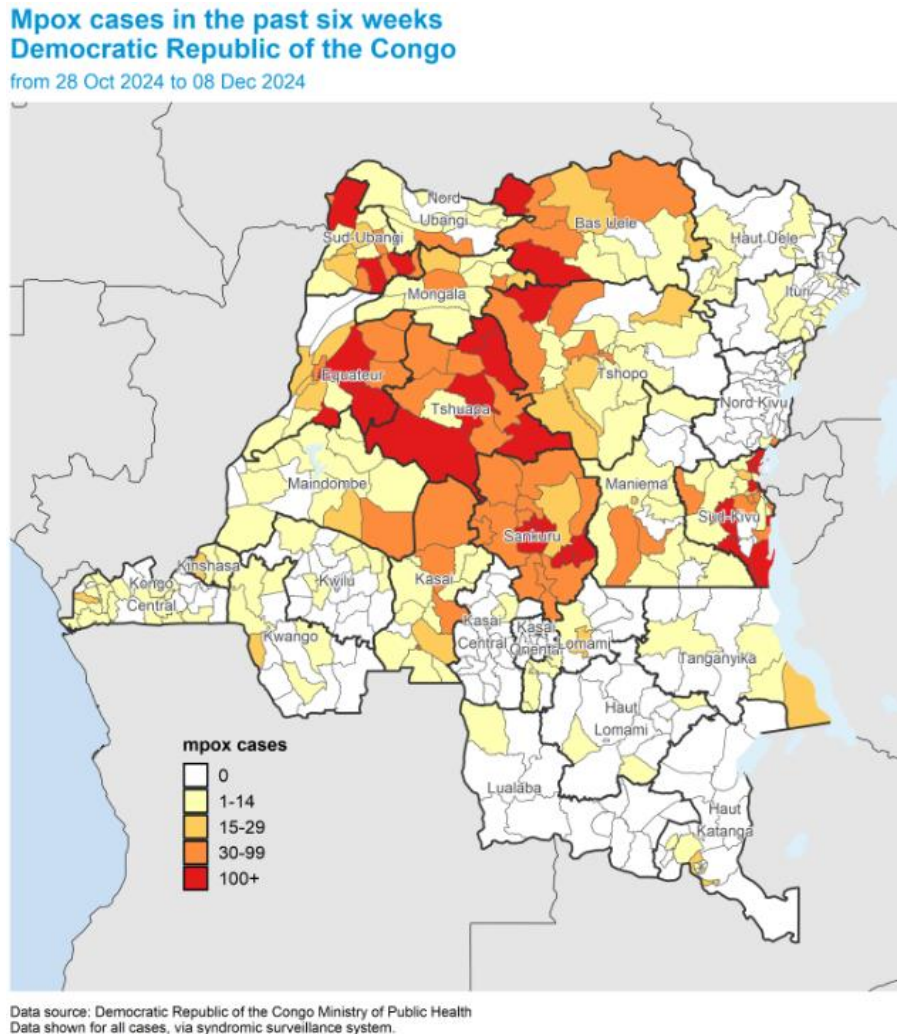 Mpox cases in the past six weeks
Democratic Republic of the Congo
from 28 Oct 2024 to 08 Dec 2024
Nord
Ubangi
Sud-Ubangi
Bas Uele
Haut Uele
Mongala
Ituri
Equateur
Tshuapa
Tshopo
Nord Kivu
Maindombe
Maniema
Sud-Kivu
Sankuru
Kinshasa
Kongo
Central
Kwilu
Kasai
Kwango
Kasai
Central
Kasai
Oriental
Lomami
Tanganyika
Haut
Lomami
Lualaba
Haut
Katanga
mpox cases
0
1-14
15-29
30-99
100+
Data source: Democratic Republic of the Congo Ministry of Public Health
Data shown for all cases, via syndromic surveillance system.